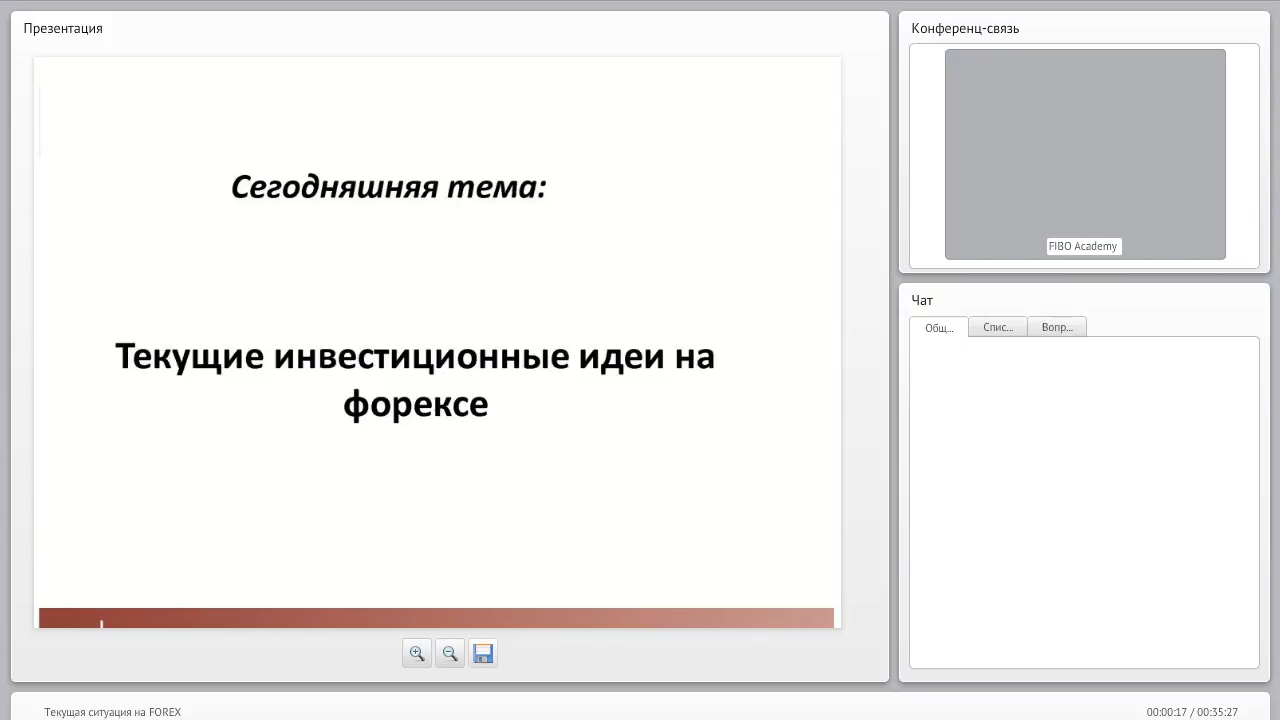 Презентация
Сегодняшняя тема:
Текущие инвестиционные идеи на
форексе
Конференц-связь
FIBO Academy
Чат
Общ...
Спис...
Вопр...
Текущая ситуация на FOREX
00:00:17 / 00:35:27